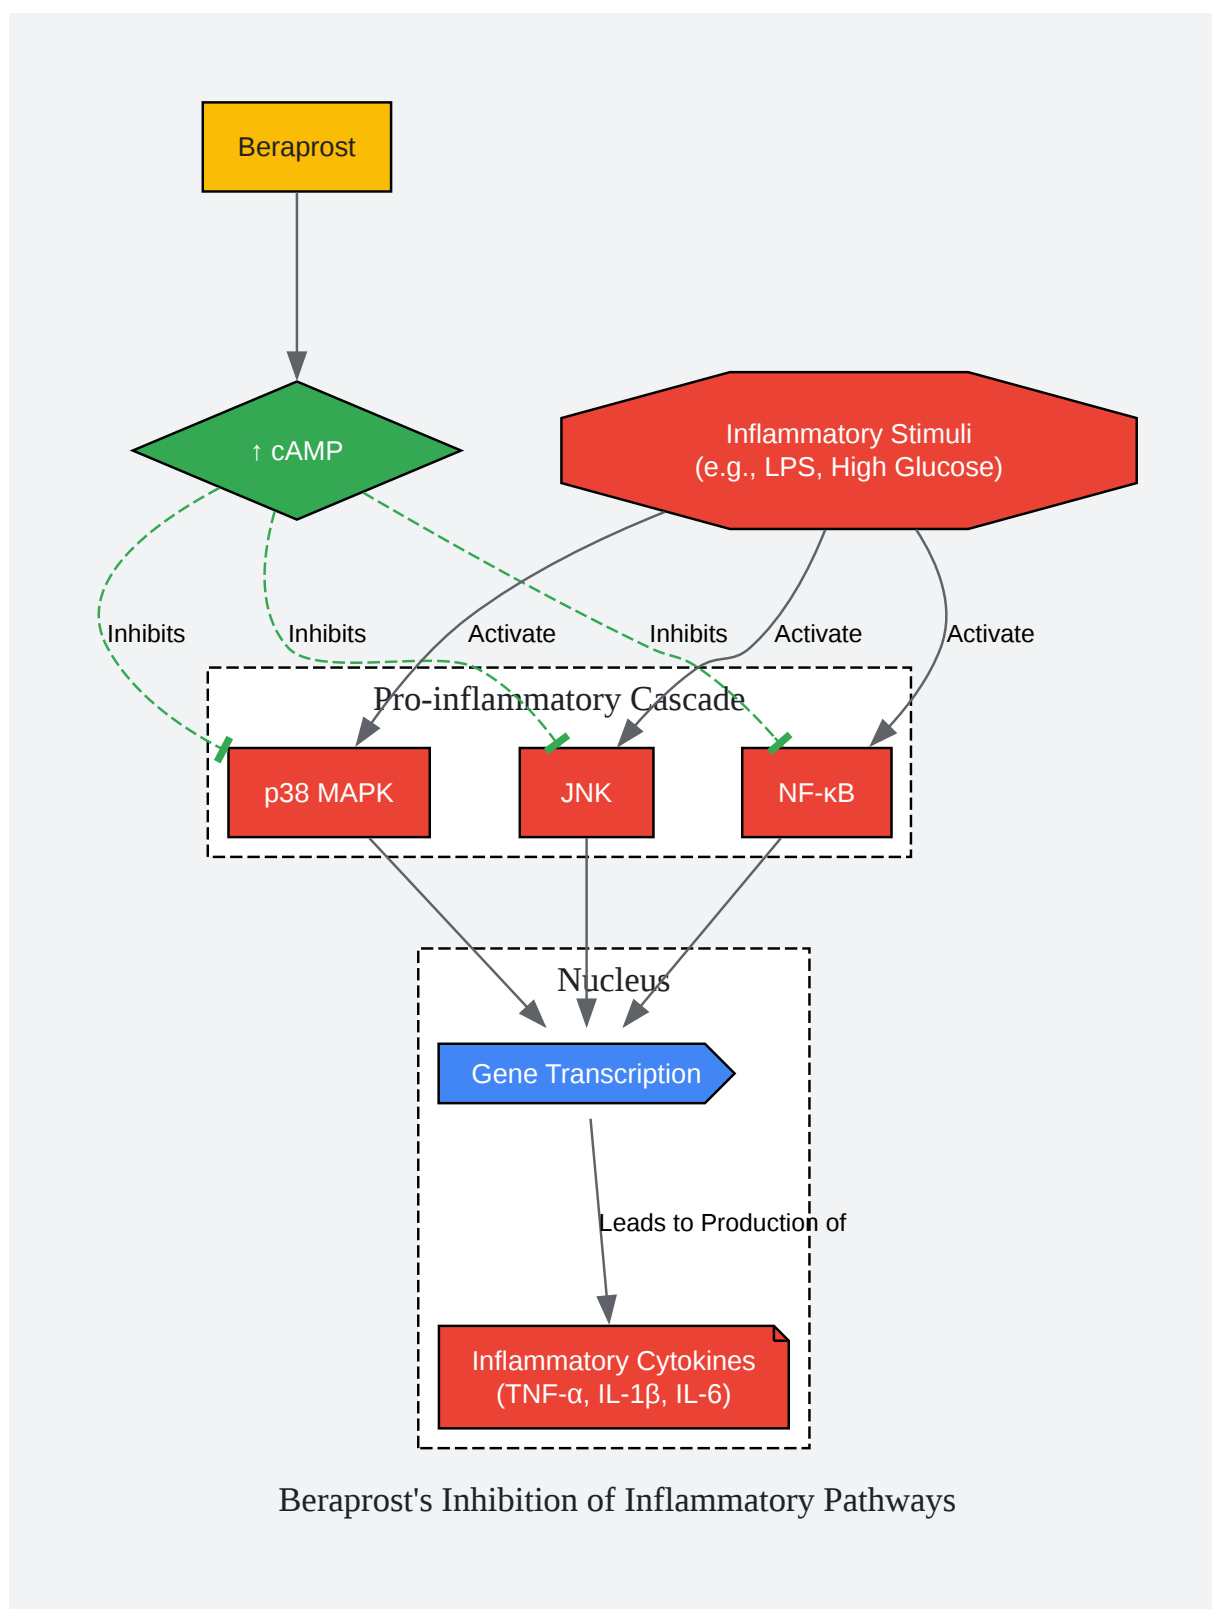 Beraprost
↑ cAMP
Inflammatory Stimuli
(e.g., LPS, High Glucose)
Inhibits
Inhibits
Activate
Inhibits
Activate
Activate
Pro-inflammatory Cascade
p38 MAPK
JNK
NF-κB
Nucleus
Gene Transcription
Leads to Production of
Inflammatory Cytokines
(TNF-α, IL-1β, IL-6)
Beraprost's Inhibition of Inflammatory Pathways